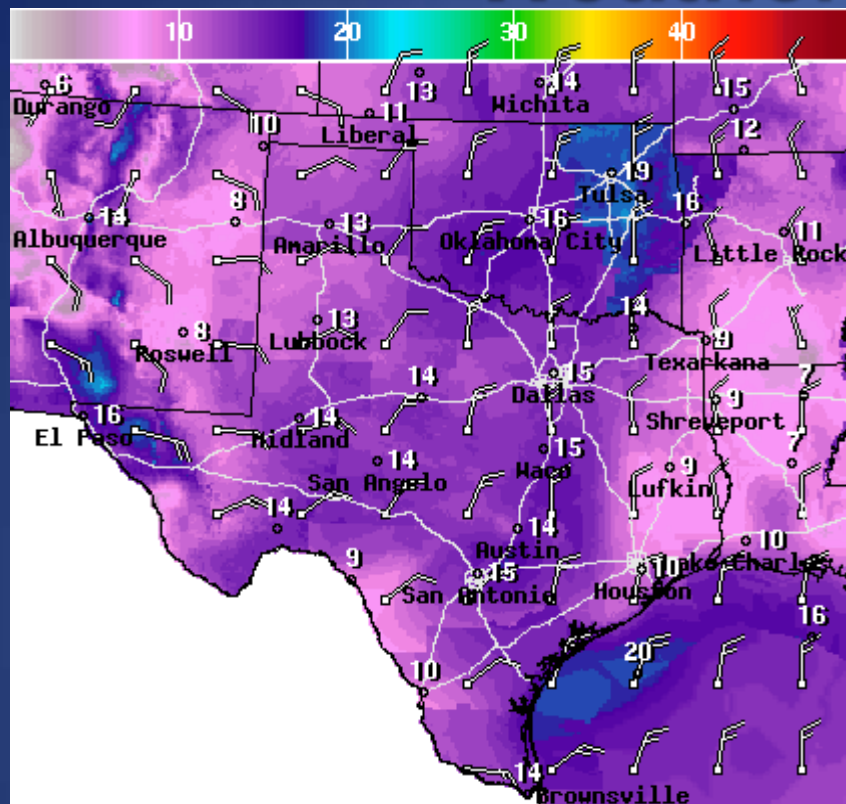 10 20 30 40
6 13 14 15
Durango Wichita
11
Liberal
10 12
19
Tulsa
14 8 13 16 16 11
Albuquerque Amarillo Oklahoma City Little Rock
8 13 14 9
Roswell Lubbock Texarkana
14 15 9 7
Dallas Shreveport
16 14
El Paso Midland
14 15 9 7
San Angelo Waco Lufkin
14 14 10
Austin
9 15 10 Lake Charles
San Antonio Houston
16
10 20
14
Brownsville